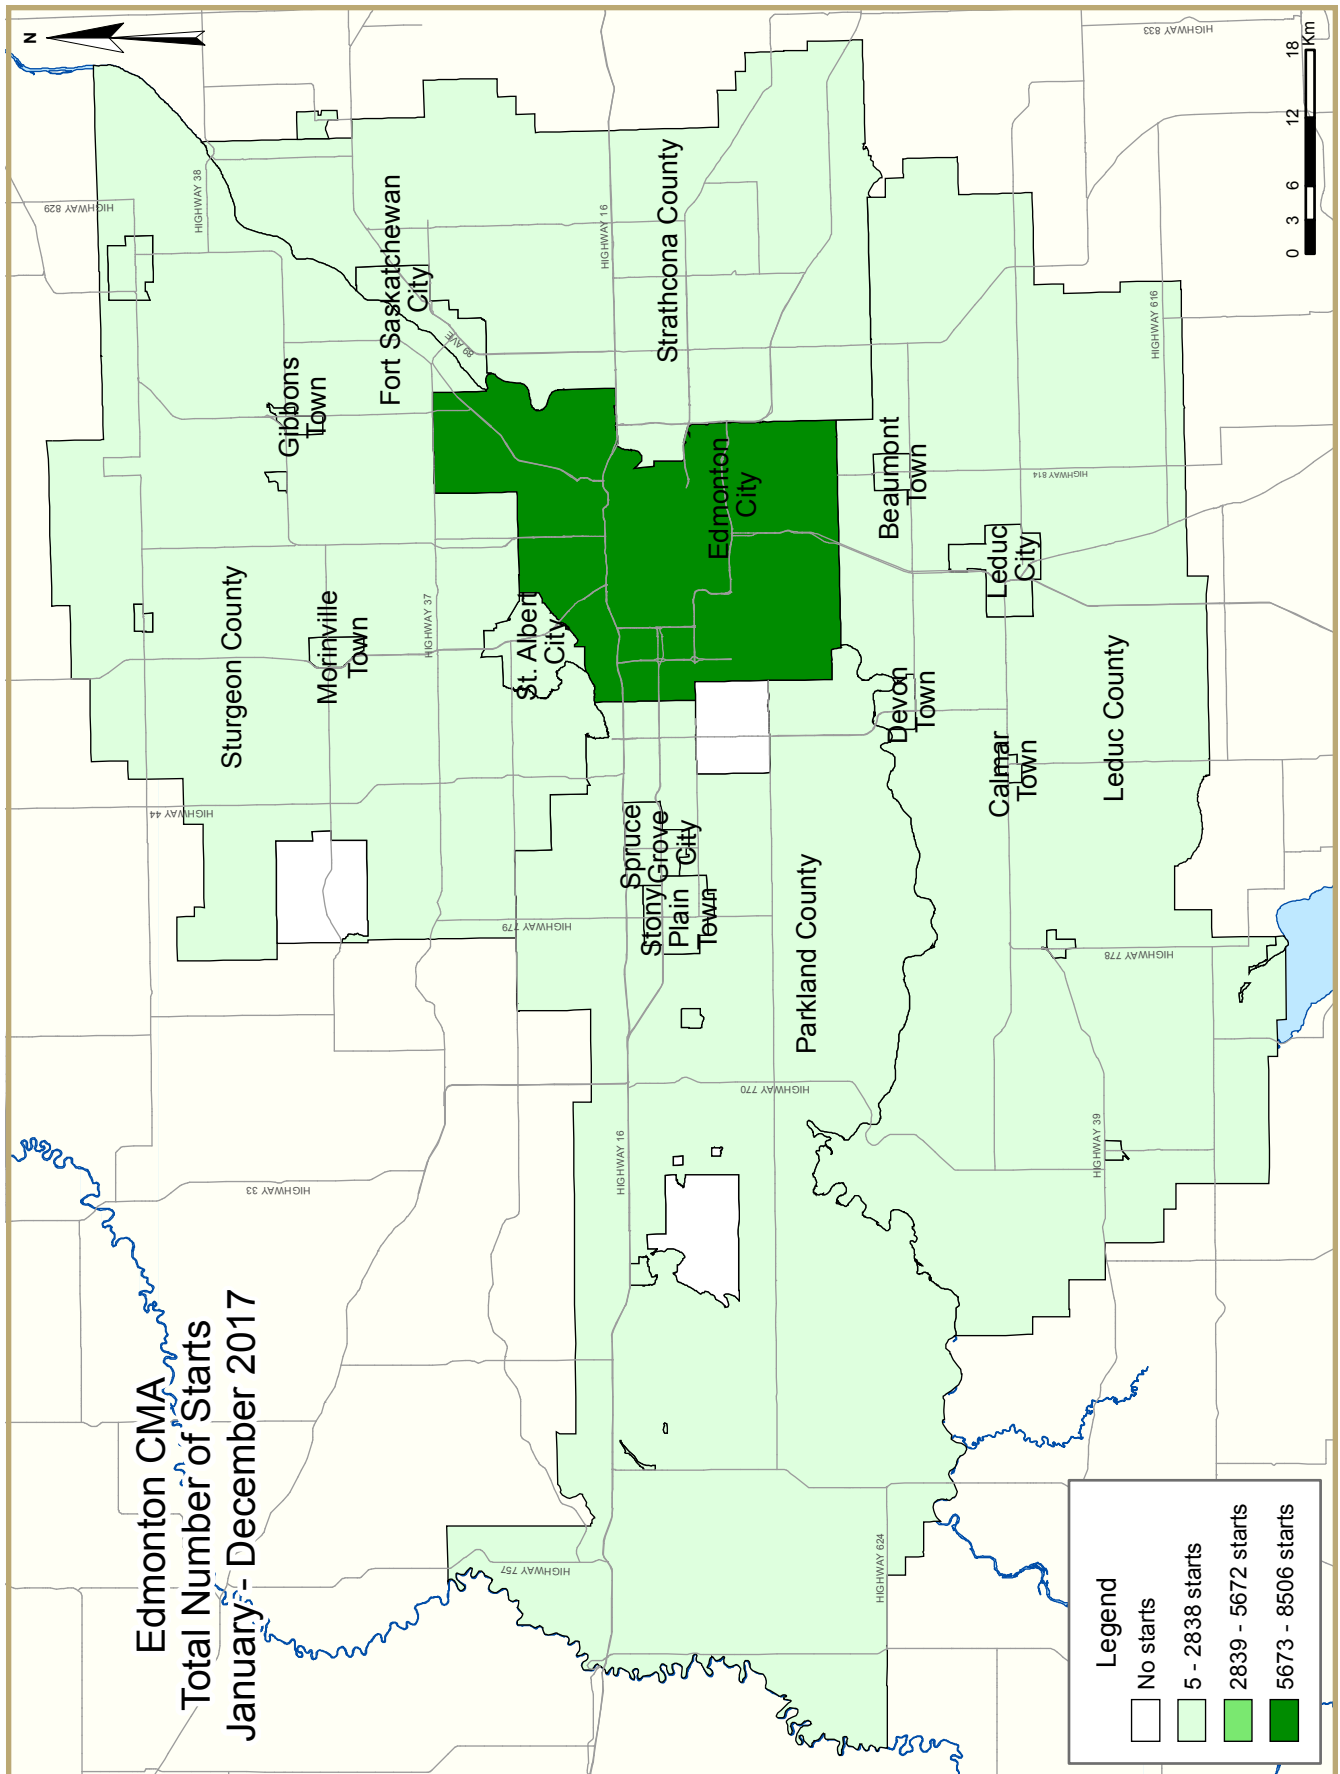 Edmonton CMA
Total Number of Starts
January - December 2017
N
HIGHWAY 829
HIGHWAY 38
HIGHWAY 833
Gibbons
Town
Fort Saskatchewan
City
89 AVE
HIGHWAY 16
Strathcona County
HIGHWAY 44
Sturgeon County
Morinville
Town
HIGHWAY 37
St. Albert
City
Edmonton
City
Beaumont
Town
HIGHWAY 814
HIGHWAY 616
Leduc
City
Devon
Town
Calmar
Town
Leduc County
HIGHWAY 779
Spruce
Grove
City
Stony
Plain
Town
Parkland County
HIGHWAY 778
HIGHWAY 770
HIGHWAY 33
HIGHWAY 16
HIGHWAY 39
HIGHWAY 757
HIGHWAY 624
Legend
No starts
5 - 2838 starts
2839 - 5672 starts
5673 - 8506 starts
0 3 6 12 18
Km